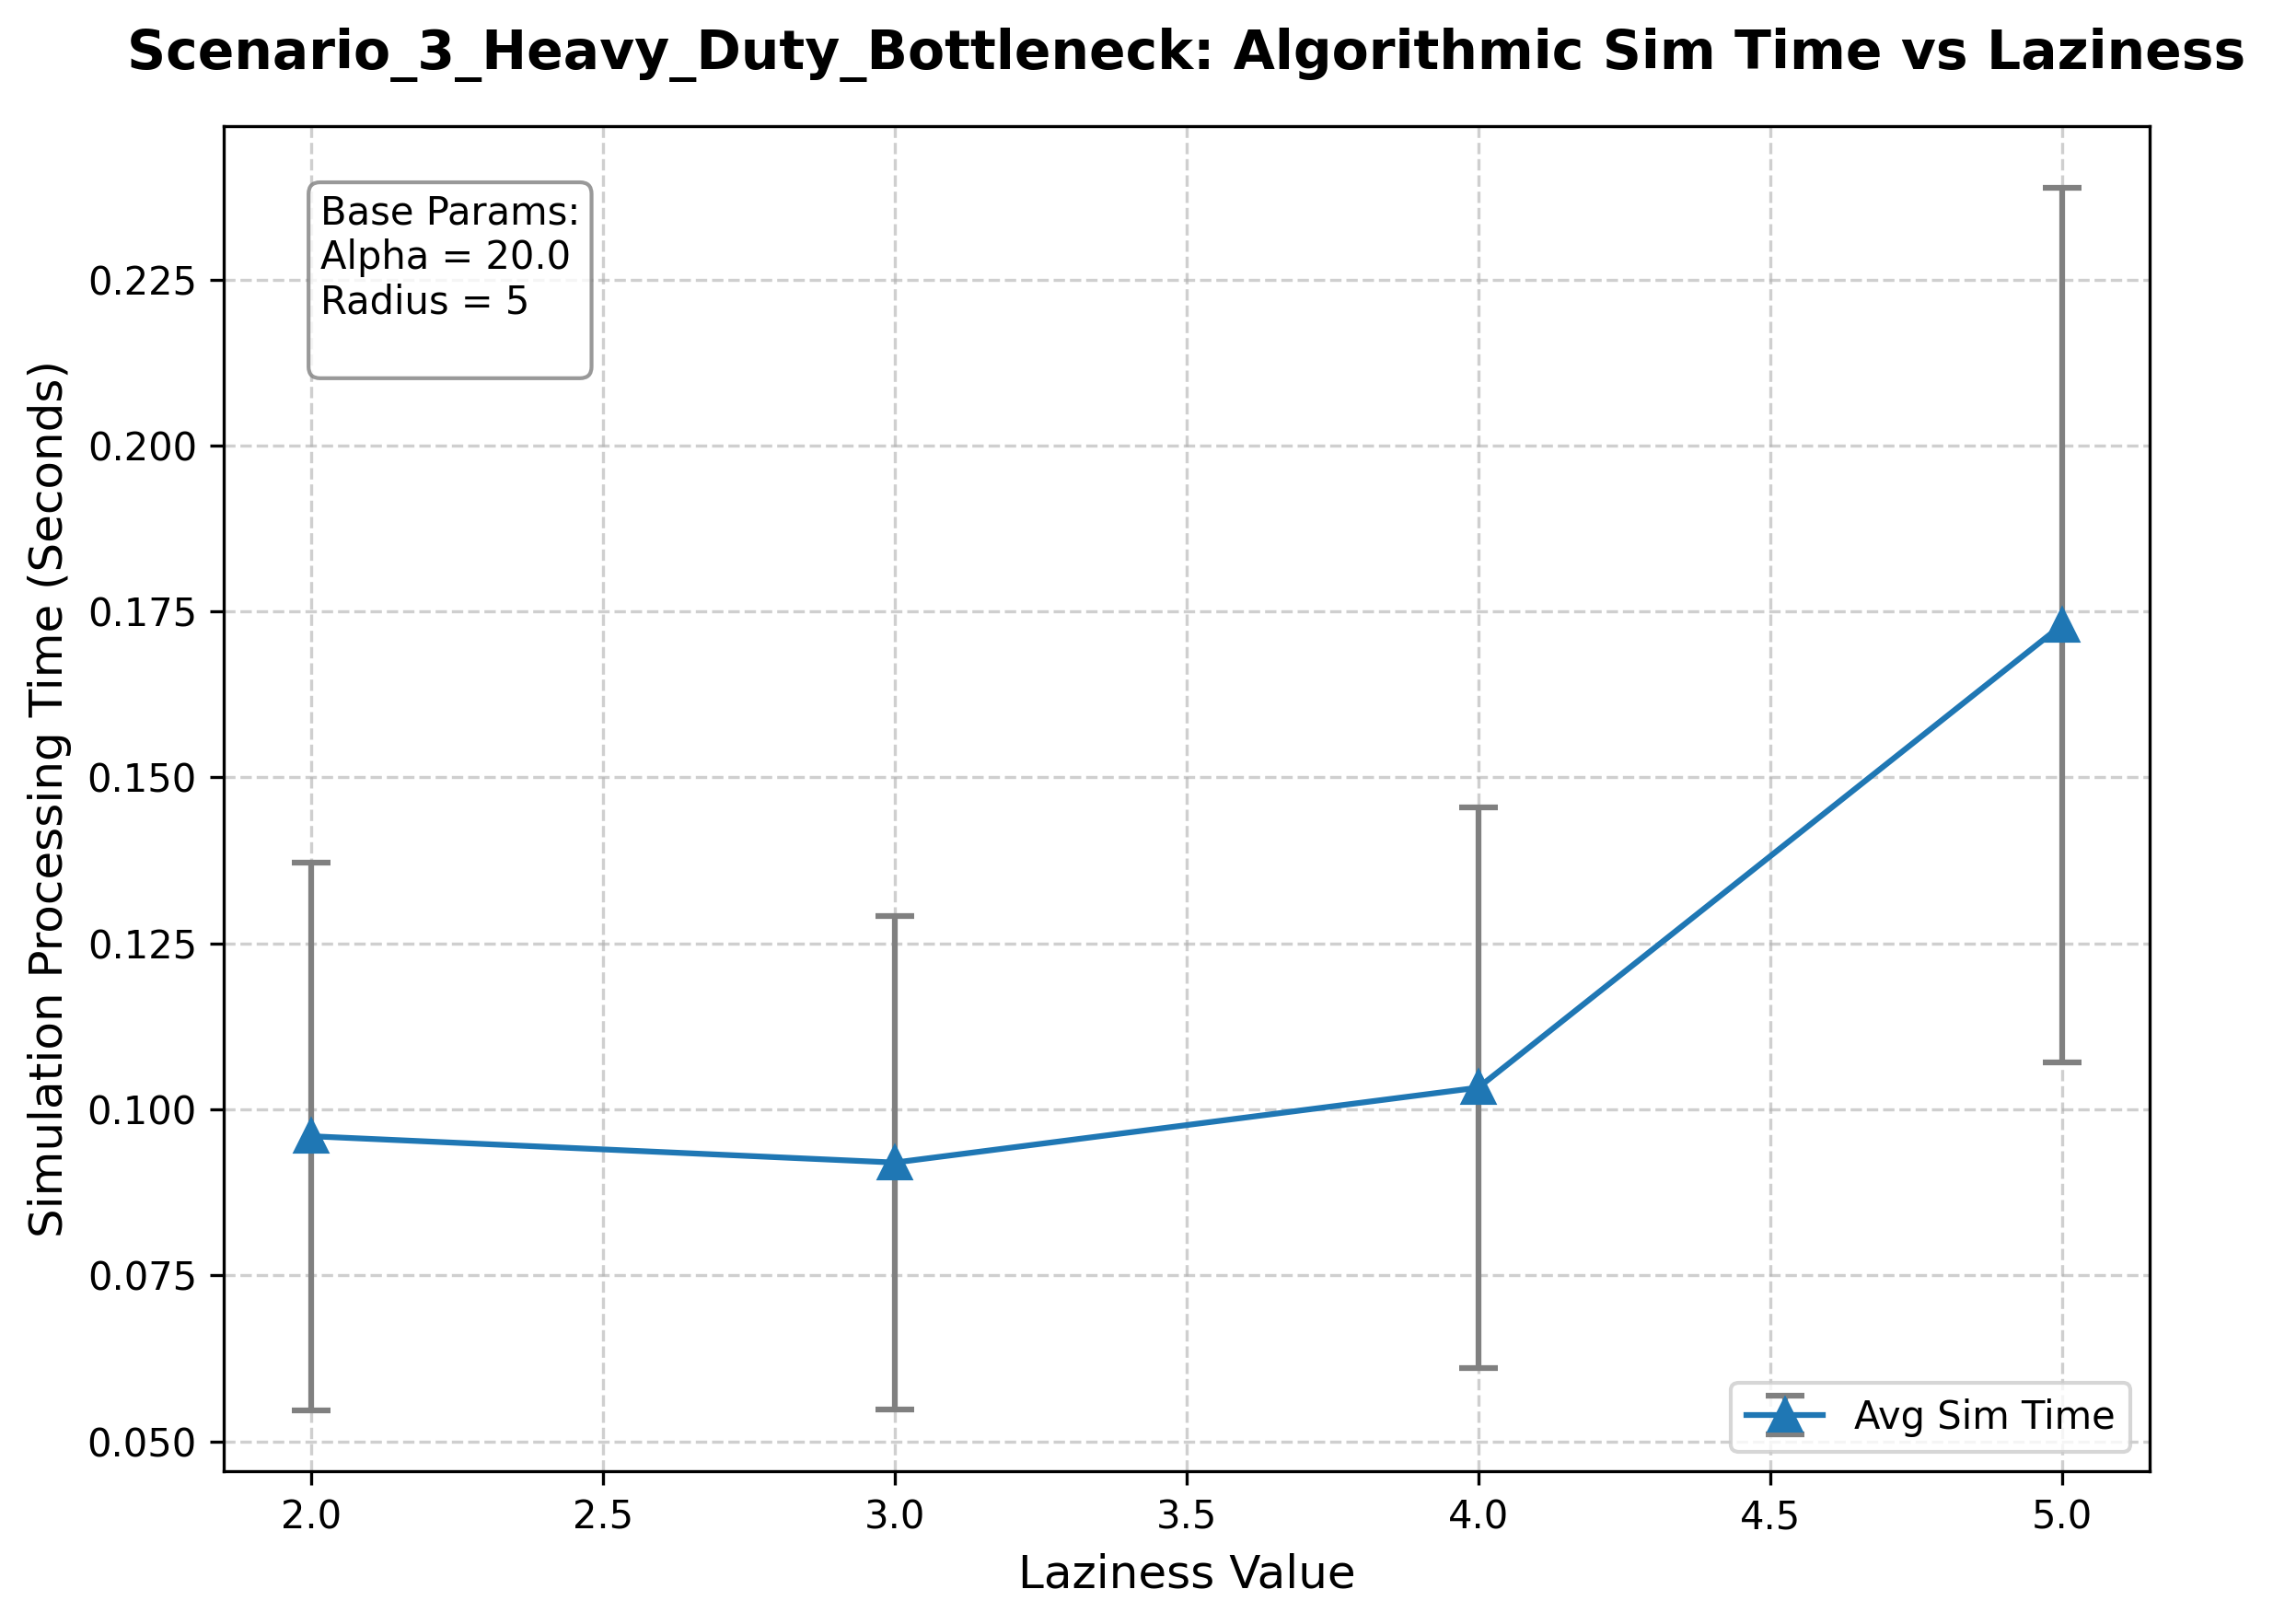 Scenario_3_Heavy_Duty_Bottleneck: Algorithmic Sim Time vs Laziness
Base Params:
Alpha = 20.0
Radius = 5
Simulation Processing Time (Seconds)
0.225
0.200
0.175
0.150
0.125
0.100
0.075
0.050
Avg Sim Time
2.0
2.5
3.0
3.5
4.0
4.5
5.0
Laziness Value